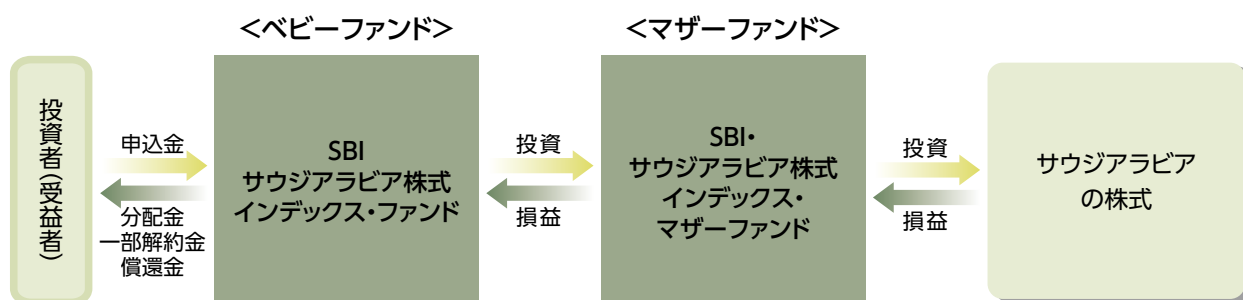 ＜ベビーファンド＞
＜マザーファンド＞
投資者（受益者）
申込金
分配金
一部解約金
償還金
SBI
サウジアラビア株式
インデックス・ファンド
投資
損益
SBI・
サウジアラビア株式
インデックス・
マザーファンド
投資
損益
サウジアラビア
の株式